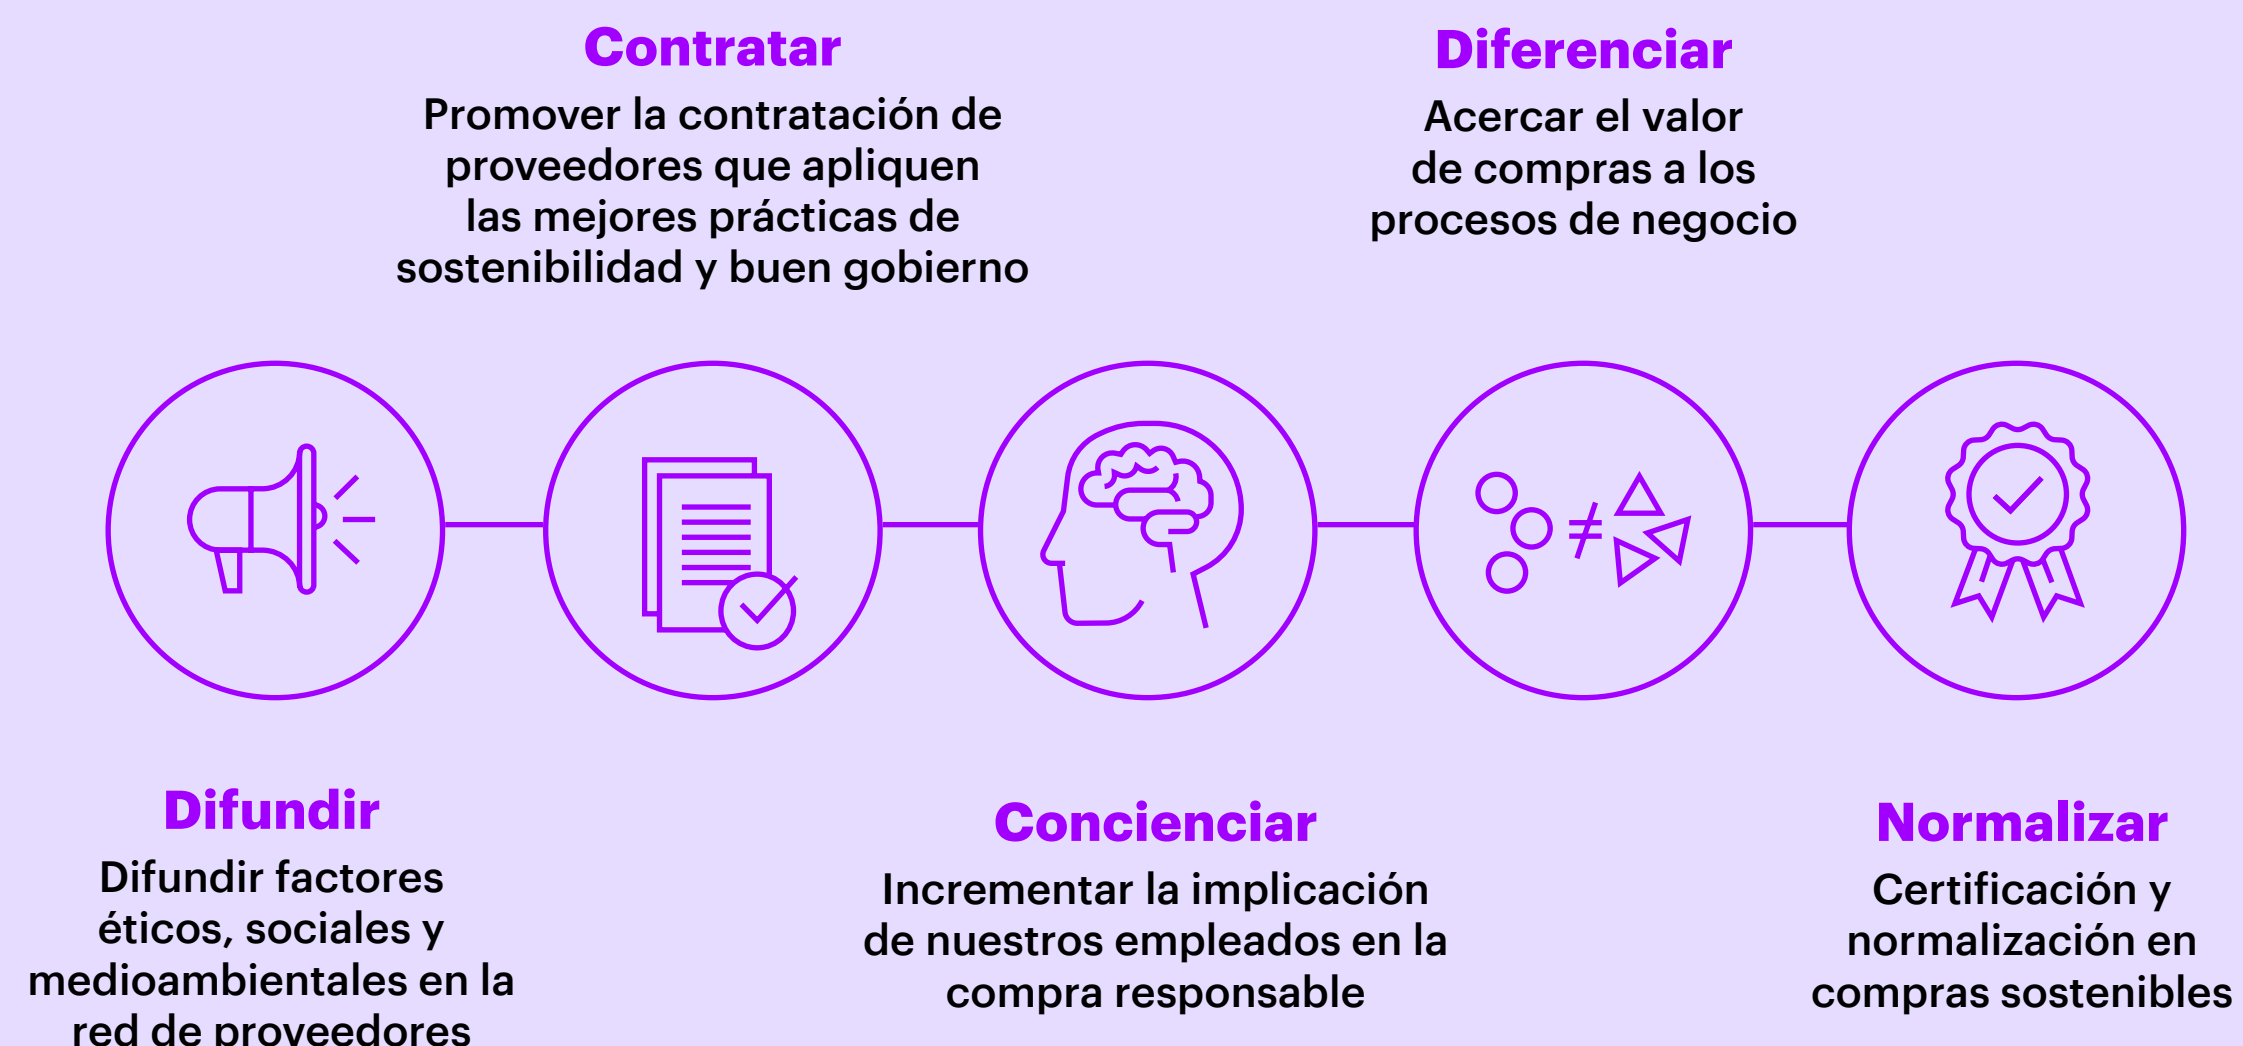 Contratar
Promover la contratación de
proveedores que apliquen
las mejores prácticas de
sostenibilidad y buen gobierno
Diferenciar
Acercar el valor
de compras a los
procesos de negocio
Difundir
Difundir factores
éticos, sociales y
medioambientales en la
red de proveedores
Concienciar
Incrementar la implicación
de nuestros empleados en la
compra responsable
Normalizar
Certificación y
normalización en
compras sostenibles